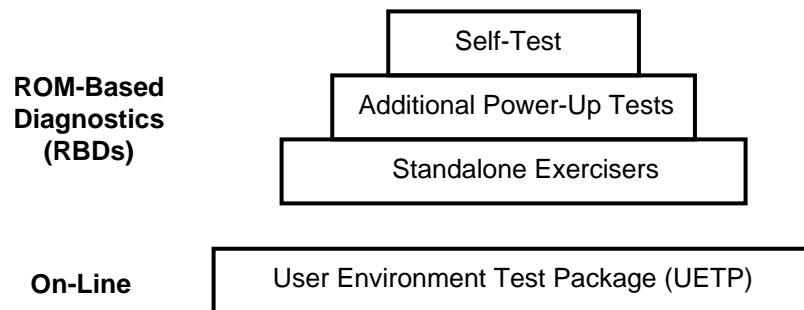 Self-Test
ROM-Based
Diagnostics
(RBDs)
Additional Power-Up Tests
Standalone Exercisers
On-Line
User Environment Test Package (UETP)